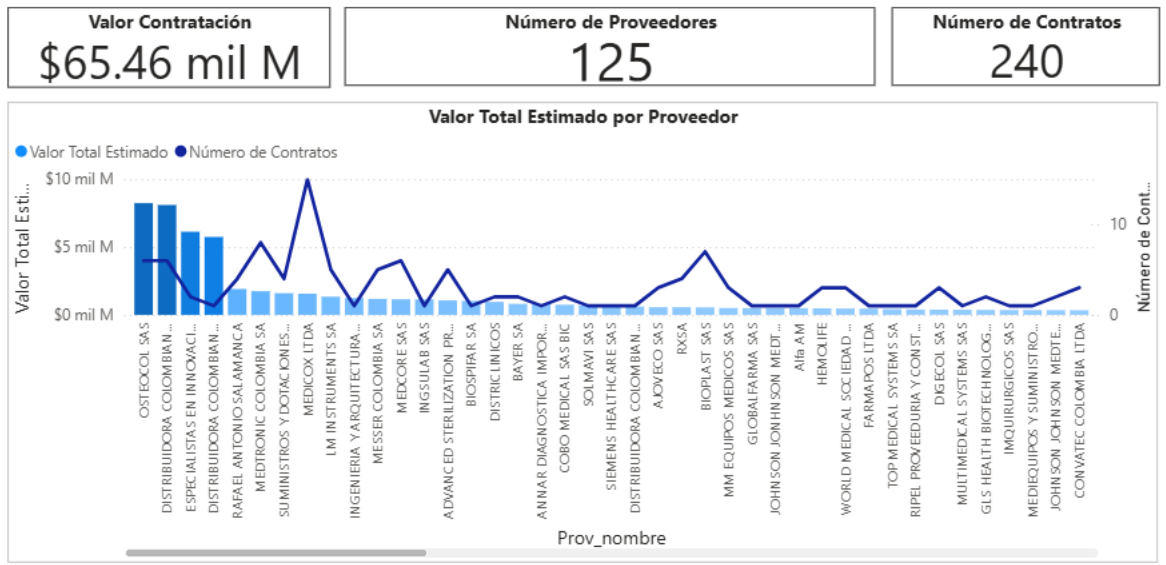 Valor Contratación
$65.46 mil M
Número de Proveedores
125
Número de Contratos
240
Valor Total Estimado por Proveedor
Valor Total Estimado
Número de Contratos
Valor Total Esti...
$10 mil M
$5 mil M
$0 mil M
10
0
Número de Cont...
OSTEOCOL SAS
DISTRIBUIDORA COLOMBIAN...
ESPECIALISTAS EN INNOVACI...
DISTRIBUIDORA COLOMBIAN...
RAFAEL ANTONIO SALAMANCA
MEDTRONIC COLOMBIA SA
SUMINISTROS Y DOTACIONES...
MEDICOX LTDA
LM INSTRUMENTS SA
INGENIERIA Y ARQUITECTURA...
MESSER COLOMBIA SA
MEDCORE SAS
INGSULAB SAS
ADVANCED STERILIZATION PR...
BIOSPIFAR SA
DISTRICLINICOS
BAYER SA
ANNAR DIAGNOSTICA IMPOR...
COBO MEDICAL SAS BIC
SOLMAVI SAS
SIEMENS HEALTHCARE SAS
DISTRIBUIDORA COLOMBIAN...
AJOVECO SAS
RXSA
BIOPLAST SAS
MM EQUIPOS MEDICOS SAS
GLOBALFARMA SAS
JOHNSON JONHNSON MEDT...
Alfa AM
HEMOLIFE
WORLD MEDICAL SOCIEDAD...
FARMAPOS LTDA
TOP MEDICAL SYSTEMS SA
RIPEL PROVEEDURIA Y CONST...
DIGECOL SAS
MULTIMEDICAL SYSTEMS SAS
GLS HEALTH BIOTECHNOLOG...
IMQUIRURGICOS SAS
MEDIEQUIPOS Y SUMINISTRO...
JOHNSON JOHNSON MEDTE...
CONVATEC COLOMBIA LTDA
Prov_nombre